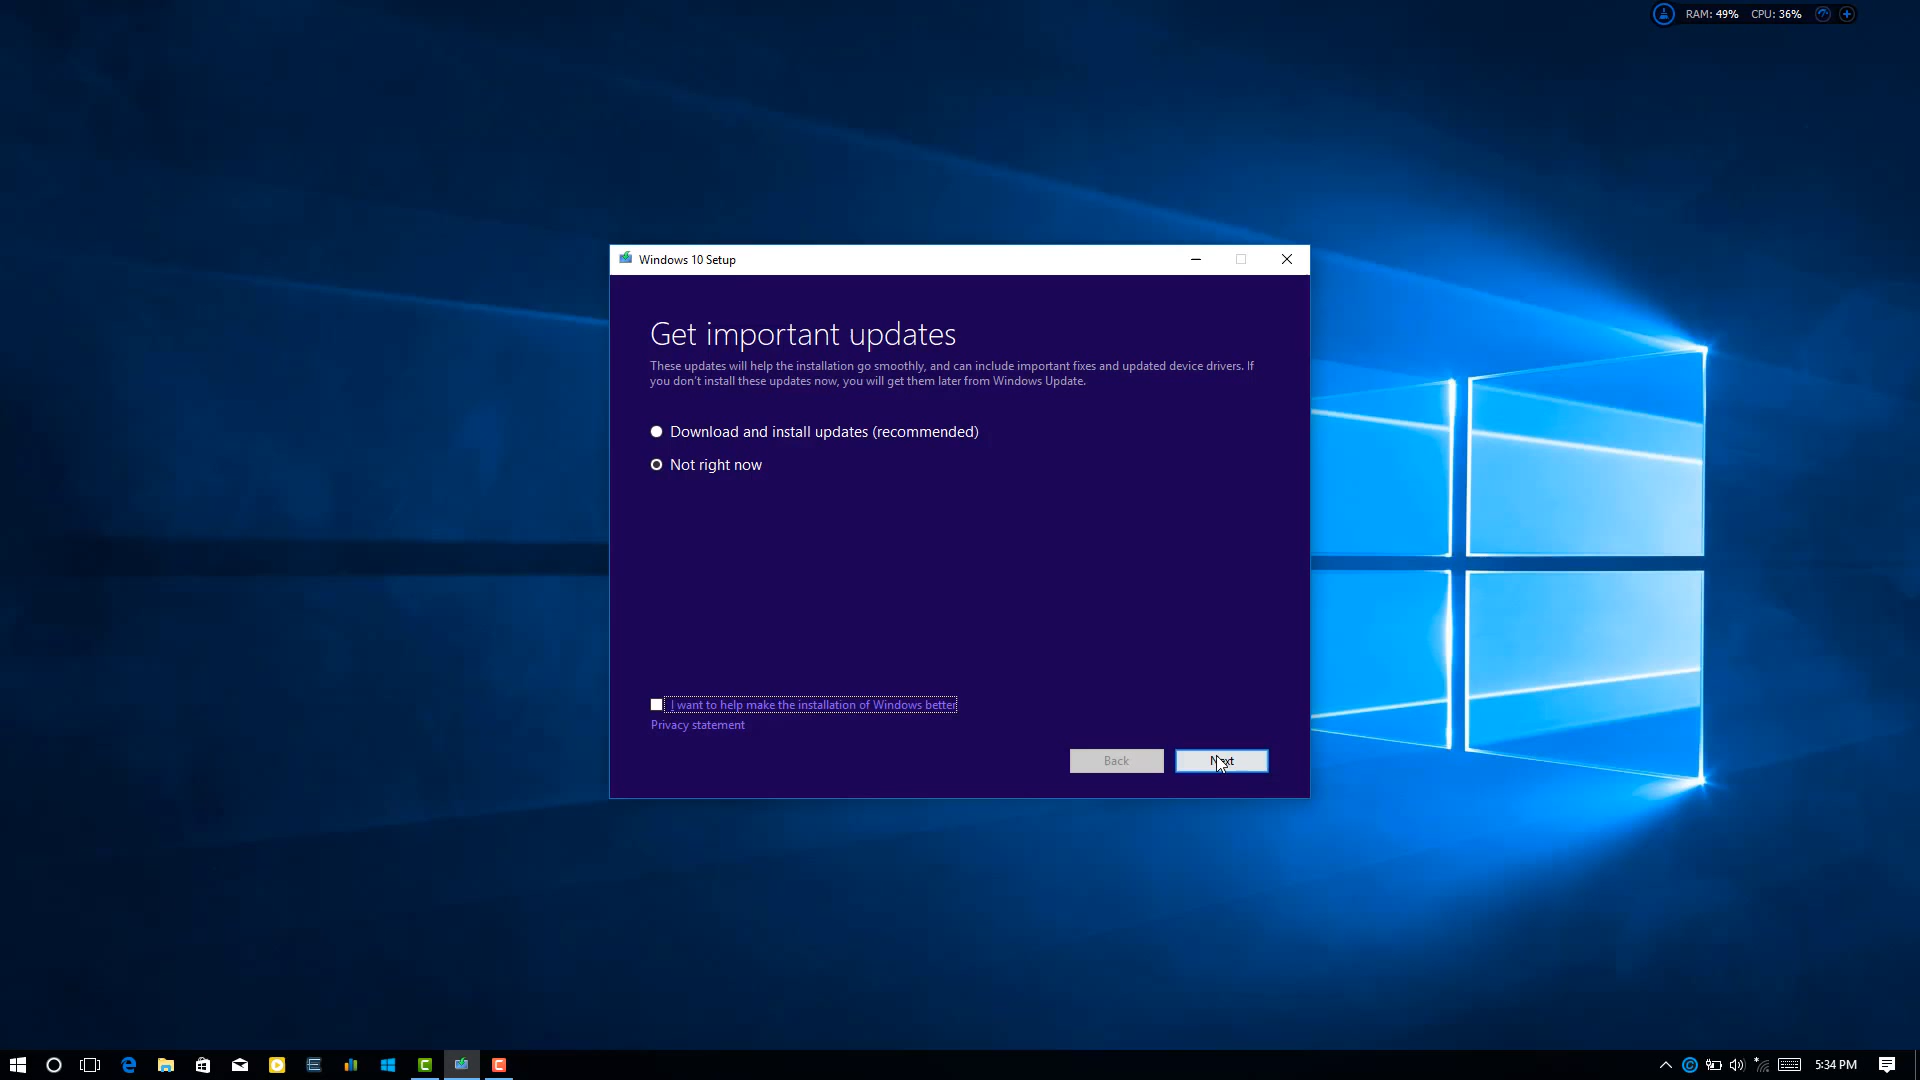 RAM: 49% CPU: 36%
Windows 10 Setup
Get important updates
These updates will help the installation go smoothly, and can include important fixes and updated device drivers. If
you don't install these updates now, you will get them later from Windows Update.
Download and install updates (recommended)
Not right now
I want to help make the installation of Windows better
Privacy statement
Back Next
5:34 PM